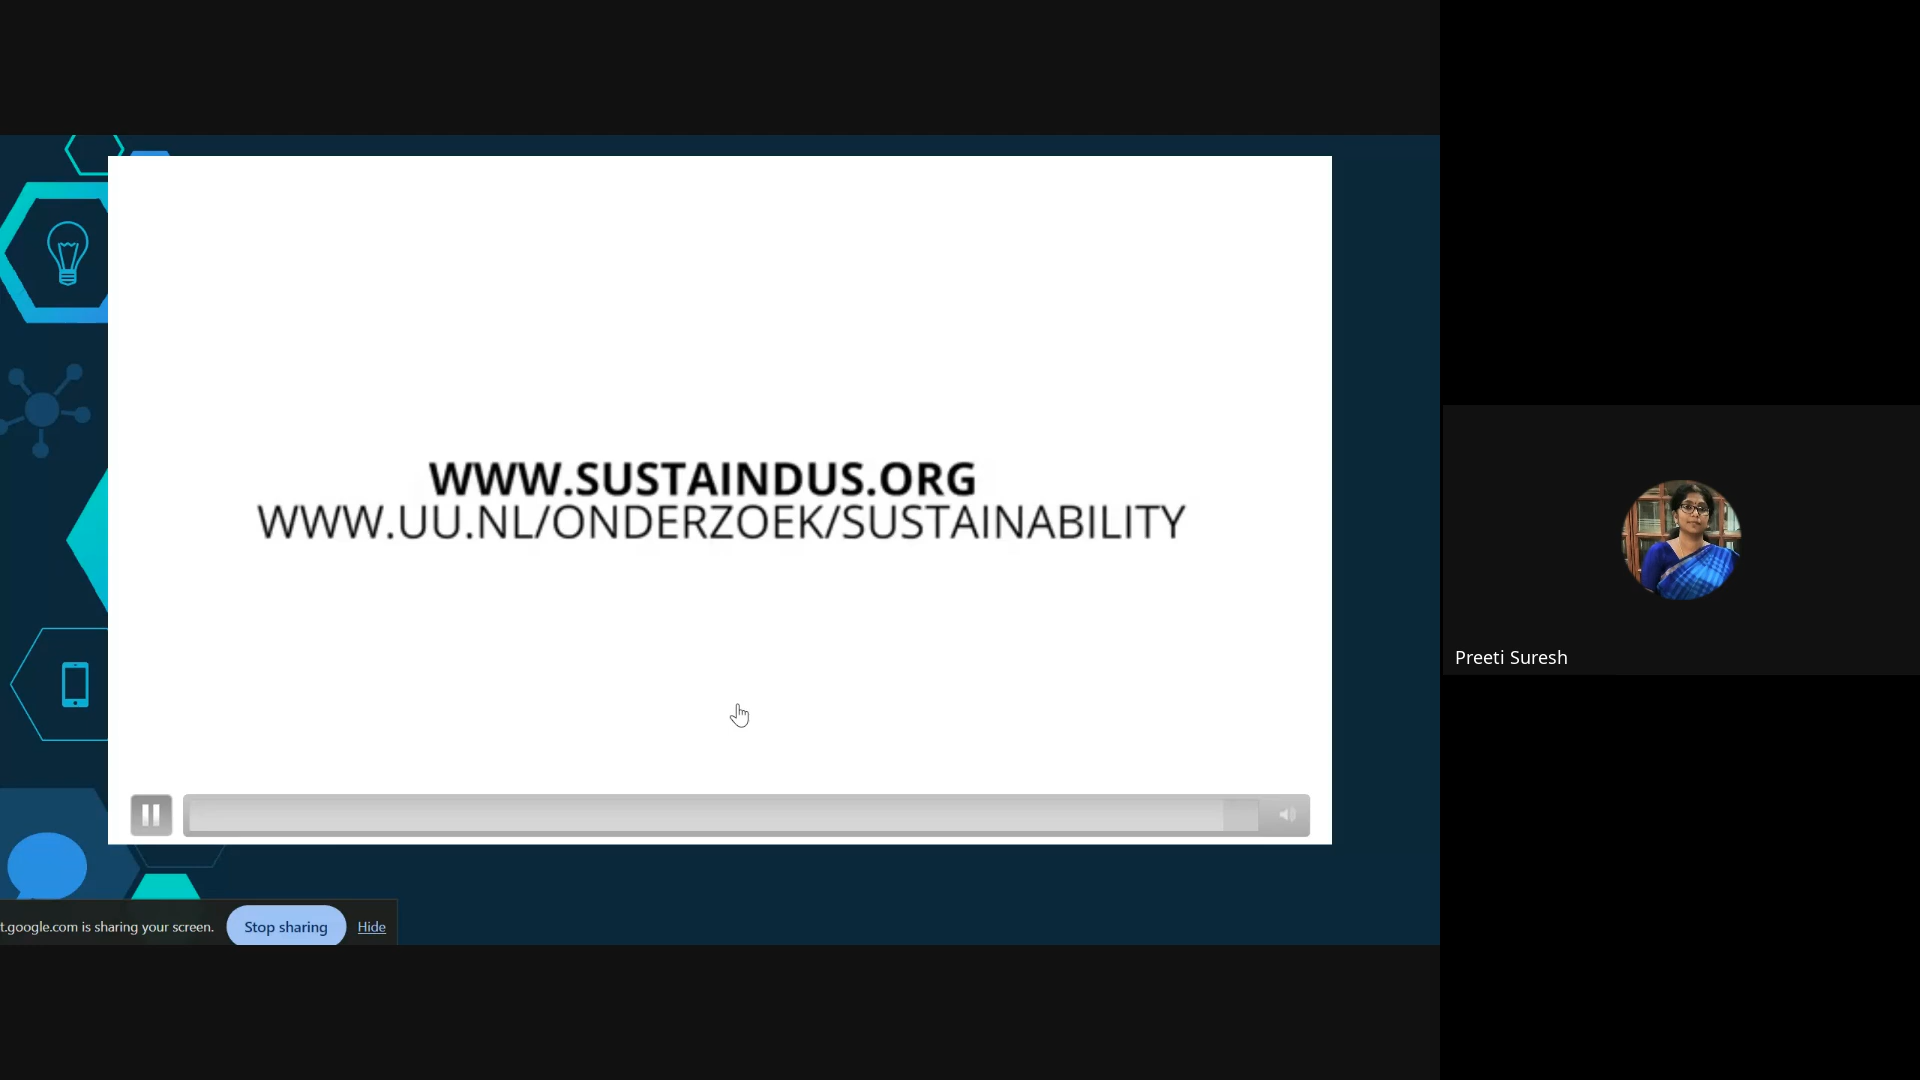 WWW.SUSTAINDUS.ORG
WWW.UU.NL/ONDERZOEK/SUSTAINABILITY
Preeti Suresh
t.google.com is sharing your screen. Stop sharing Hide